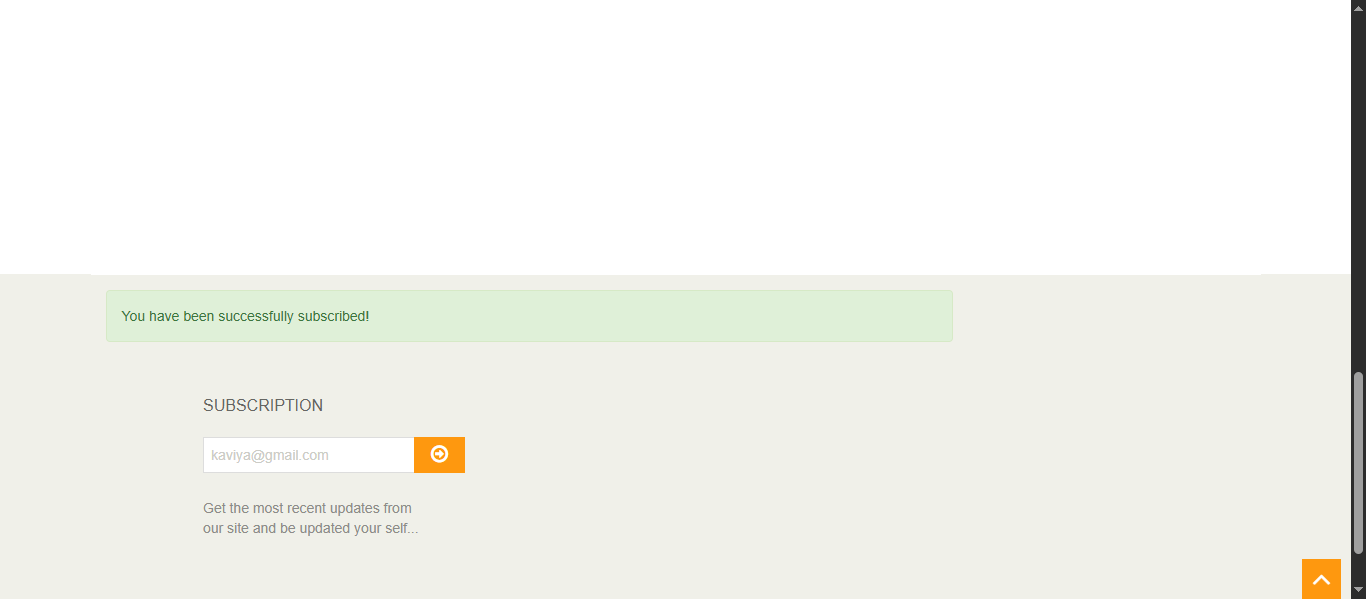 You have been successfully subscribed!
SUBSCRIPTION
kaviya@gmail.com
Get the most recent updates from
our site and be updated your self...